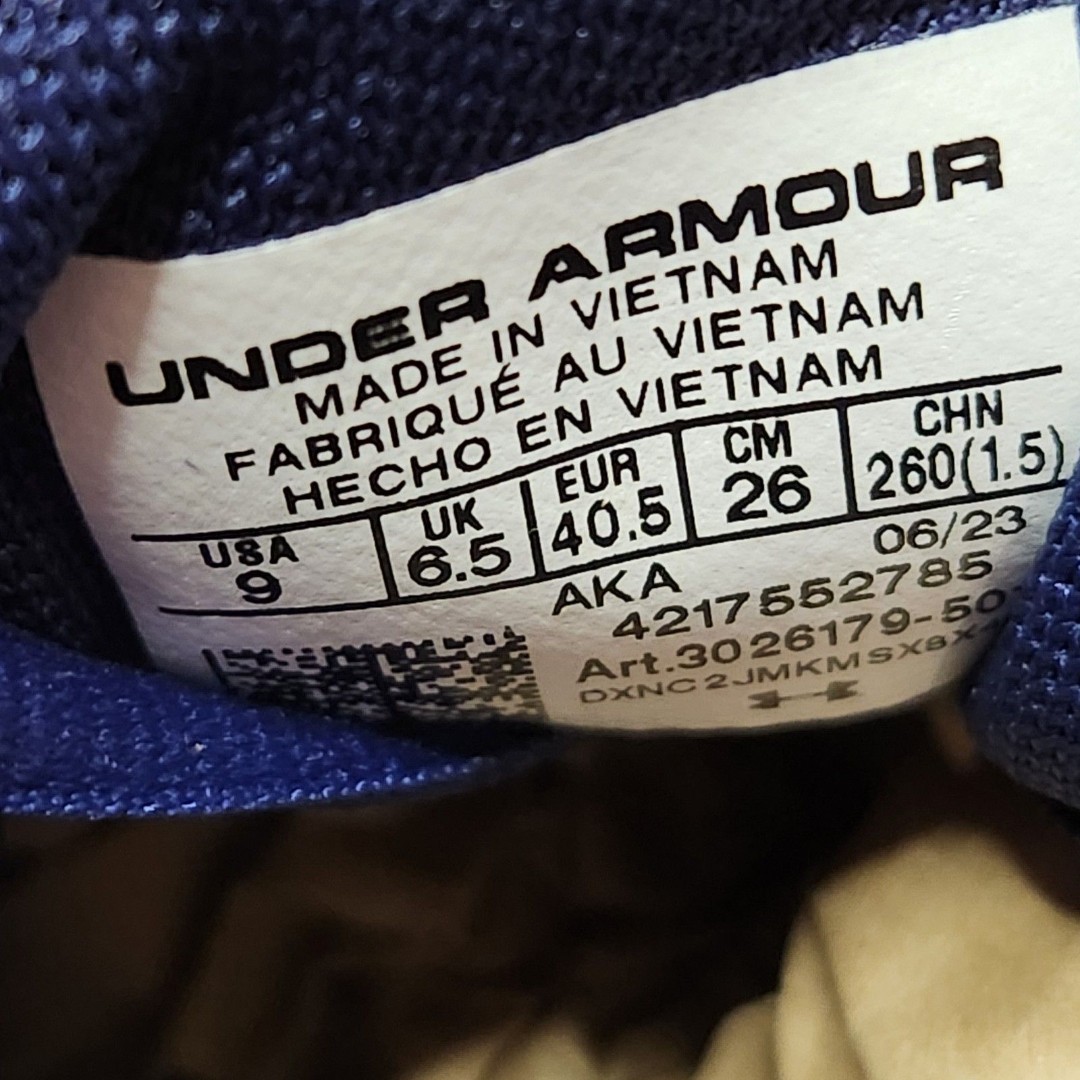 UNDER ARMOUR
MADE IN VIETNAM
FABRIQUÉ AU VIETNAM
HECHO EN VIETNAM
USA UK EUR CM CHN
9 6.5 40.5 26 260(1.5)
AKA 06/23
4217552785
Art.3026179-50
DXNC2JMKMSX8X